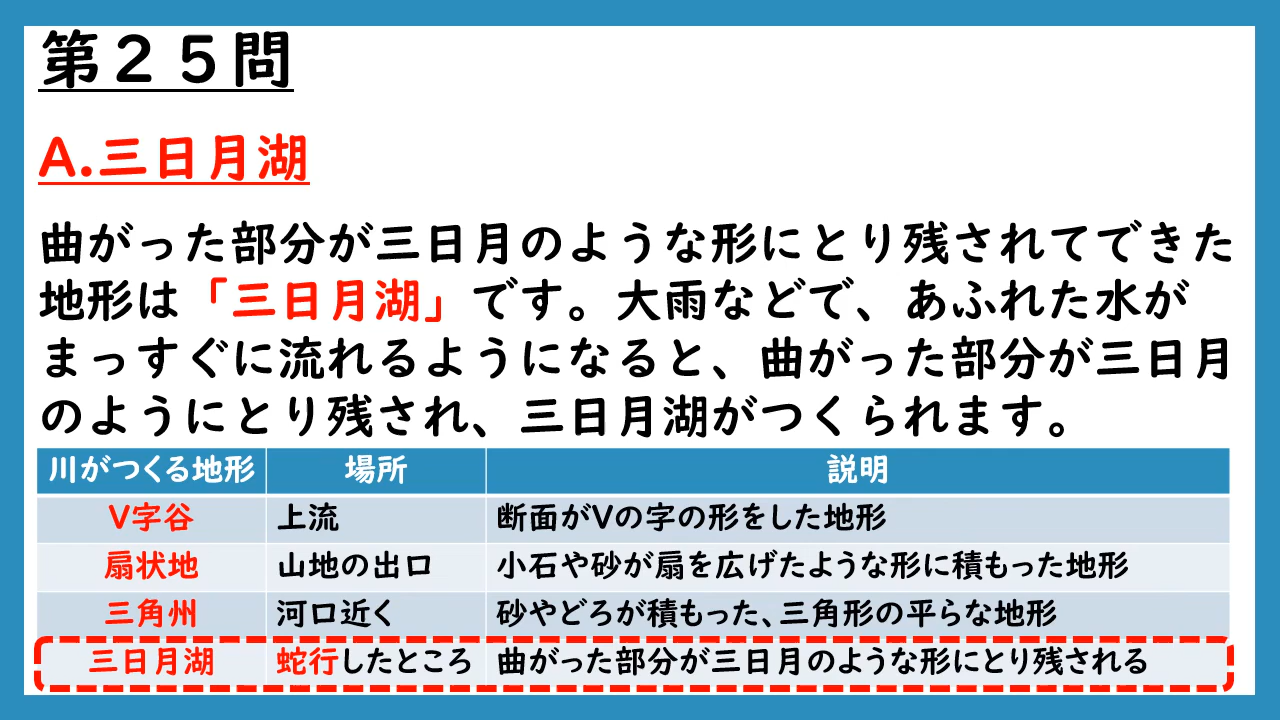 第２５問
A.三日月湖
曲がった部分が三日月のような形にとり残されてできた
地形は「三日月湖」です。大雨などで、あふれた水が
まっすぐに流れるようになると、曲がった部分が三日月
のようにとり残され、三日月湖がつくられます。
川がつくる地形 場所 説明
V字谷 上流 断面がVの字の形をした地形
扇状地 山地の出口 小石や砂が扇を広げたような形に積もった地形
三角州 河口近く 砂やどろが積もった、三角形の平らな地形
三日月湖 蛇行したところ 曲がった部分が三日月のような形にとり残される